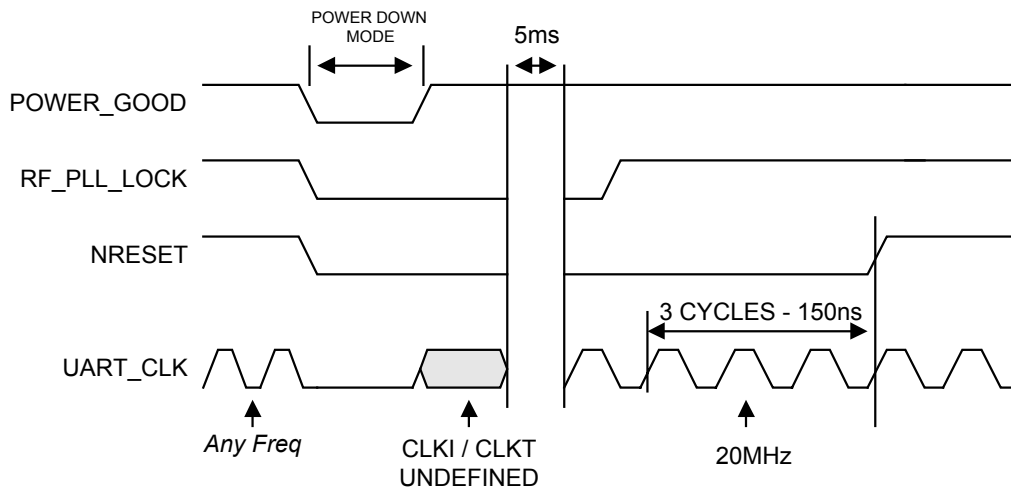 POWER DOWN
MODE
5ms
POWER_GOOD
RF_PLL_LOCK
NRESET
3 CYCLES - 150ns
UART_CLK
Any Freq
CLKI / CLKT
UNDEFINED
20MHz